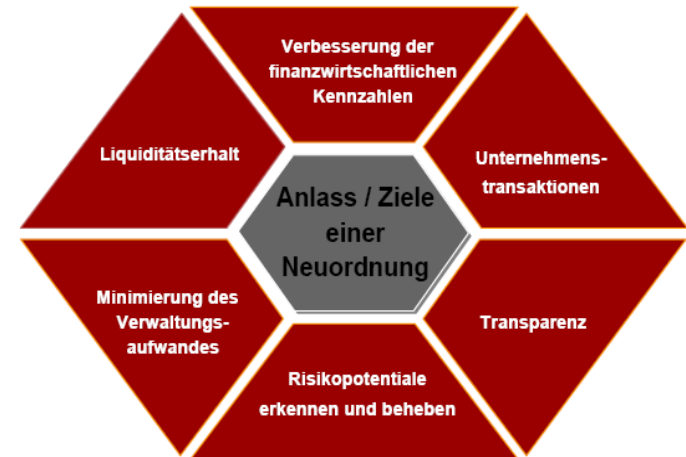 Verbesserung der
finanzwirtschaftlichen
Kennzahlen
Liquiditätserhalt
Unternehmens-
transaktionen
Anlass / Ziele
einer
Neuordnung
Minimierung des
Verwaltungs-
aufwandes
Transparenz
Risikopotentiale
erkennen und beheben